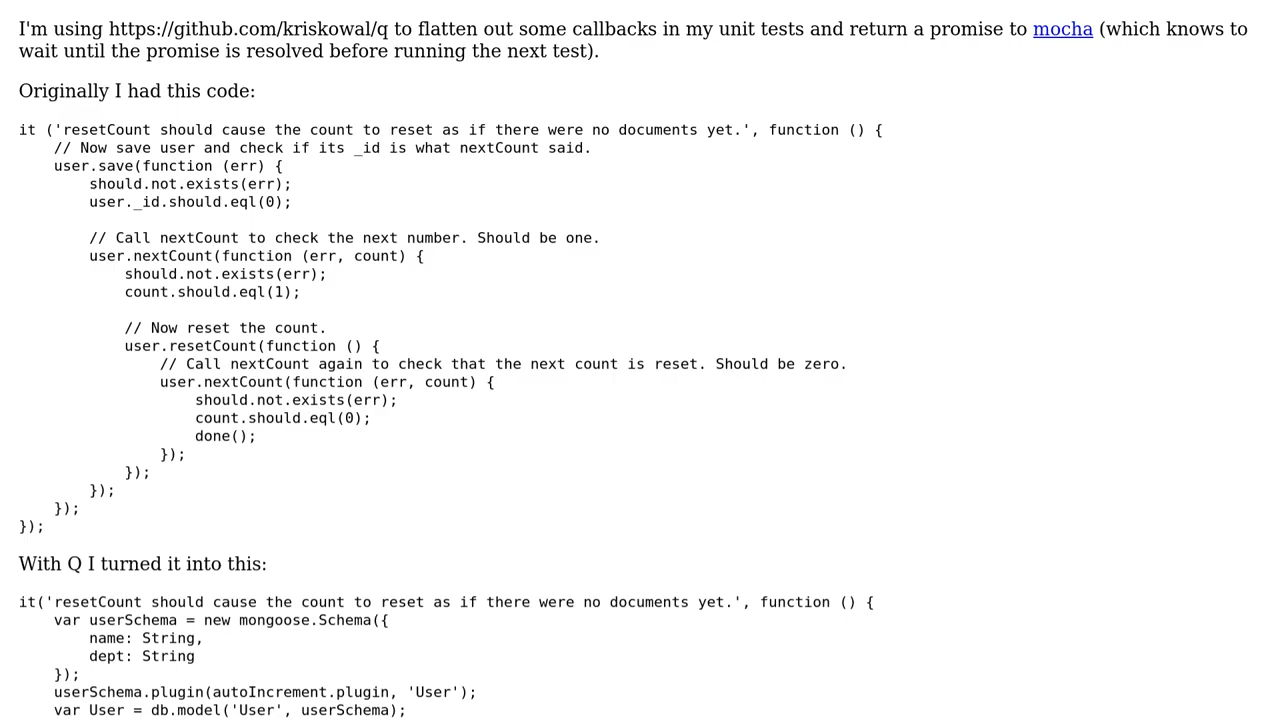 I'm using https://github.com/kriskowal/q to flatten out some callbacks in my unit tests and return a promise to mocha (which knows to
wait until the promise is resolved before running the next test).
Originally I had this code:
it ('resetCount should cause the count to reset as if there were no documents yet.', function () {
    // Now save user and check if its _id is what nextCount said.
    user.save(function (err) {
        should.not.exists(err);
        user._id.should.eql(0);

        // Call nextCount to check the next number. Should be one.
        user.nextCount(function (err, count) {
            should.not.exists(err);
            count.should.eql(1);

            // Now reset the count.
            user.resetCount(function () {
                // Call nextCount again to check that the next count is reset. Should be zero.
                user.nextCount(function (err, count) {
                    should.not.exists(err);
                    count.should.eql(0);
                    done();
                });
            });
        });
    });
});
With Q I turned it into this:
it('resetCount should cause the count to reset as if there were no documents yet.', function () {
    var userSchema = new mongoose.Schema({
        name: String,
        dept: String
    });
    userSchema.plugin(autoIncrement.plugin, 'User');
    var User = db.model('User', userSchema);